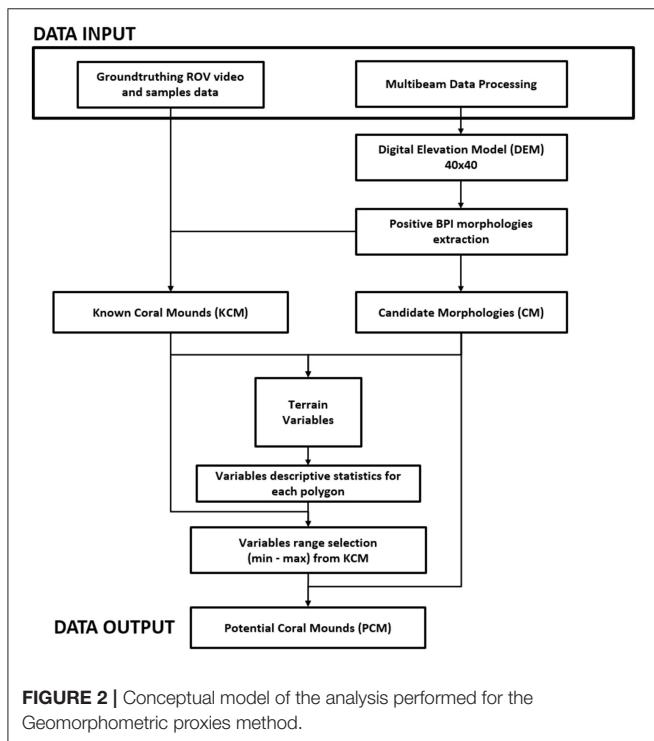 DATA INPUT
Groundtruthing ROV video
and samples data
Multibeam Data Processing
Digital Elevation Model (DEM)
40x40
Positive BPI morphologies
extraction
Known Coral Mounds (KCM)
Candidate Morphologies (CM)
Terrain
Variables
Variables descriptive statistics for
each polygon
Variables range selection
(min - max) from KCM
DATA OUTPUT
Potential Coral Mounds (PCM)
FIGURE 2 | Conceptual model of the analysis performed for the
Geomorphometric proxies method.